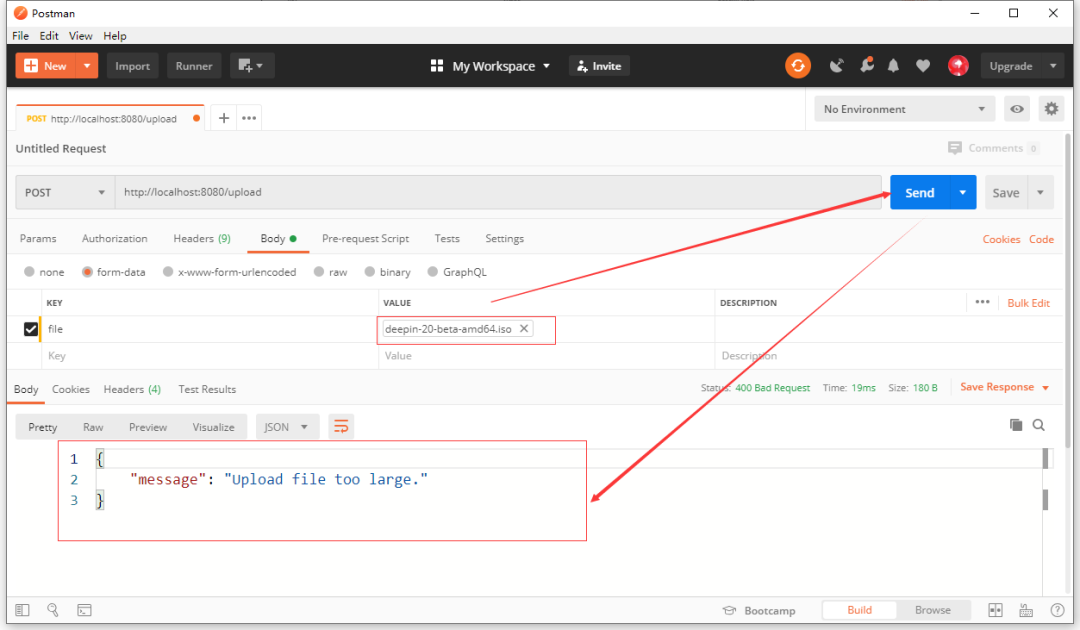 Postman
File Edit View Help
New Import Runner My Workspace Invite Upgrade
POST http://localhost:8080/upload No Environment
Untitled Request Comments 0
POST http://localhost:8080/upload Send Save
Params Authorization Headers (9) Body Pre-request Script Tests Settings Cookies Code
none form-data x-www-form-urlencoded raw binary GraphQL
KEY VALUE DESCRIPTION Bulk Edit
file deepin-20-beta-amd64.iso
Key Value Description
Body Cookies Headers (4) Test Results Status: 400 Bad Request Time: 19ms Size: 180 B Save Response
Pretty Raw Preview Visualize JSON
1 {
2 "message": "Upload file too large."
3 }
Bootcamp Build Browse